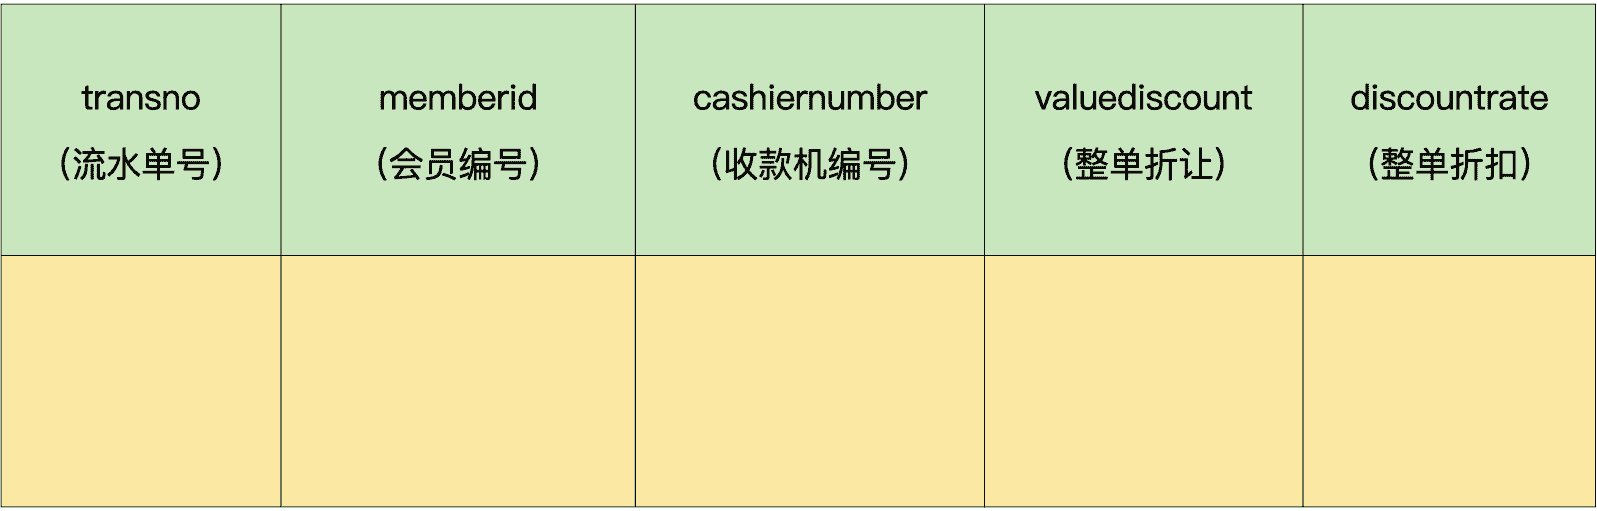 transno memberid cashiernumber valuediscount discountrate
（流水单号） （会员编号） （收款机编号） （整单折让） （整单折扣）